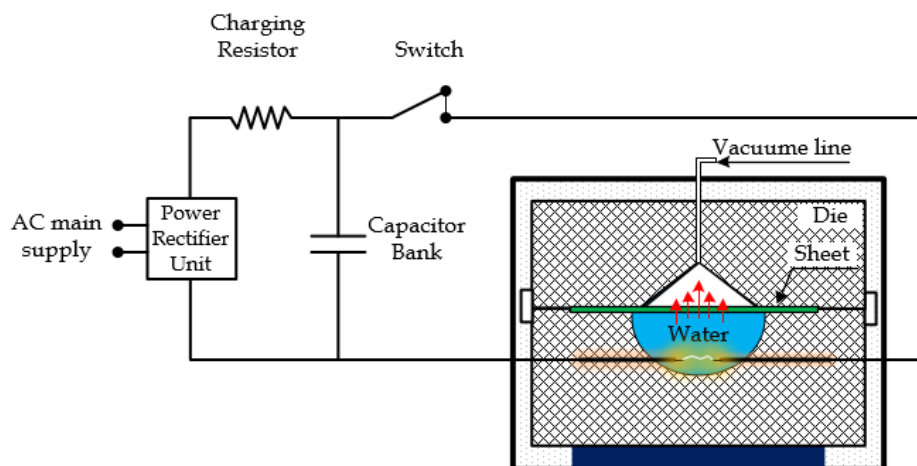 Charging
Resistor
Switch
Vacuume line
AC main
supply
Power
Rectifier
Unit
Capacitor
Bank
Die
Sheet
Water